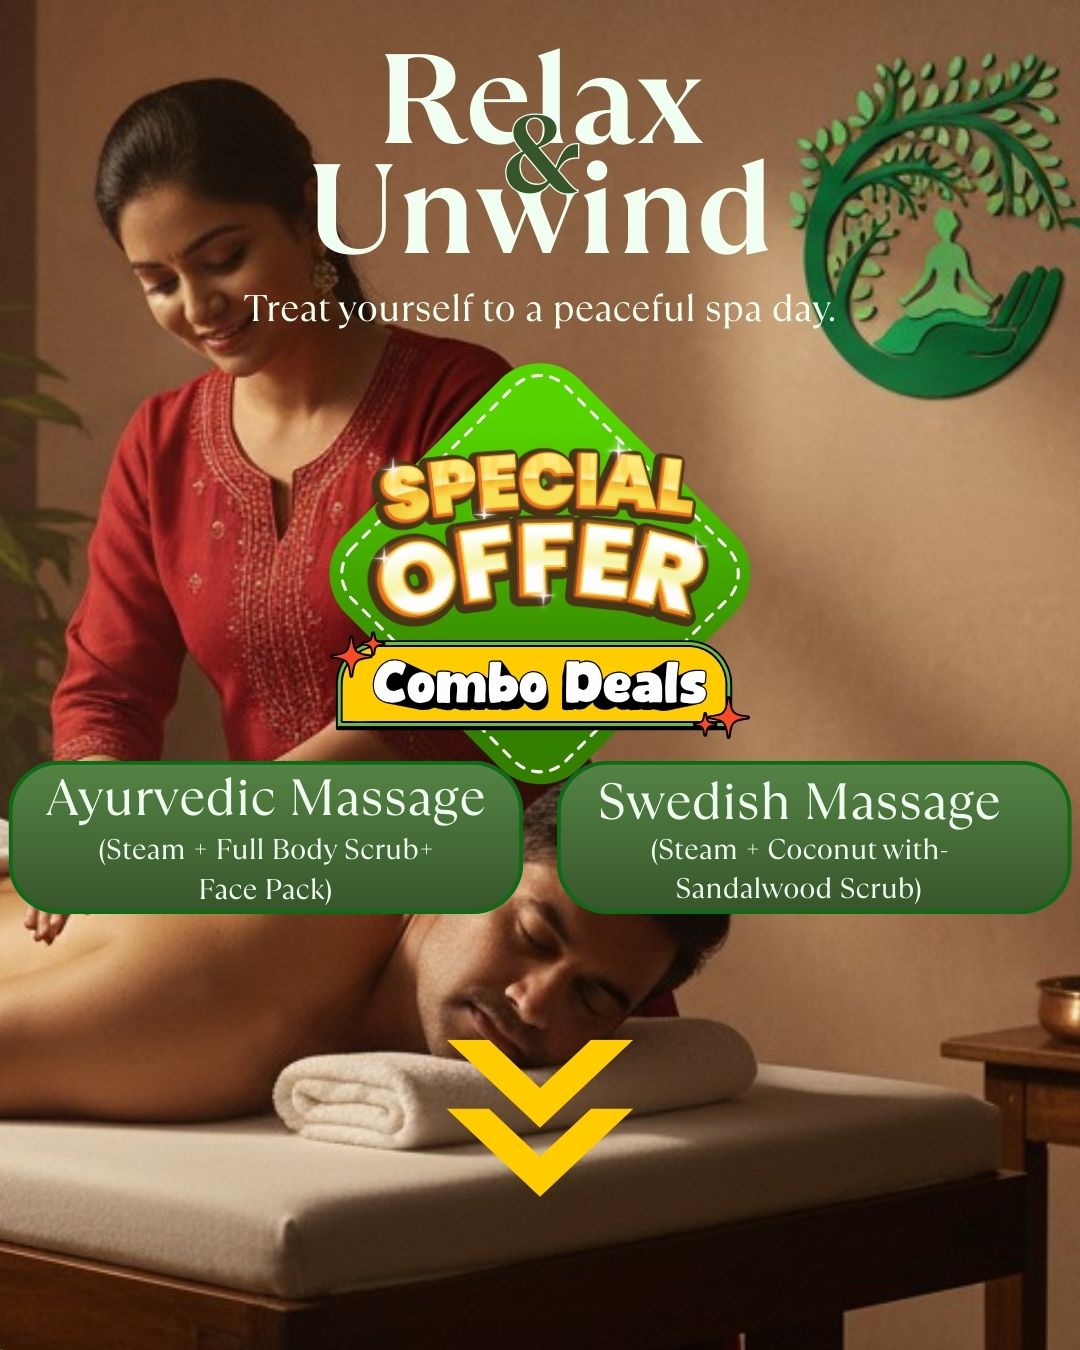 Relax
&
Unwind
Treat yourself to a peaceful spa day.
SPECIAL
OFFER
Combo Deals
Ayurvedic Massage
(Steam + Full Body Scrub+
Face Pack)
Swedish Massage
(Steam + Coconut with-
Sandalwood Scrub)